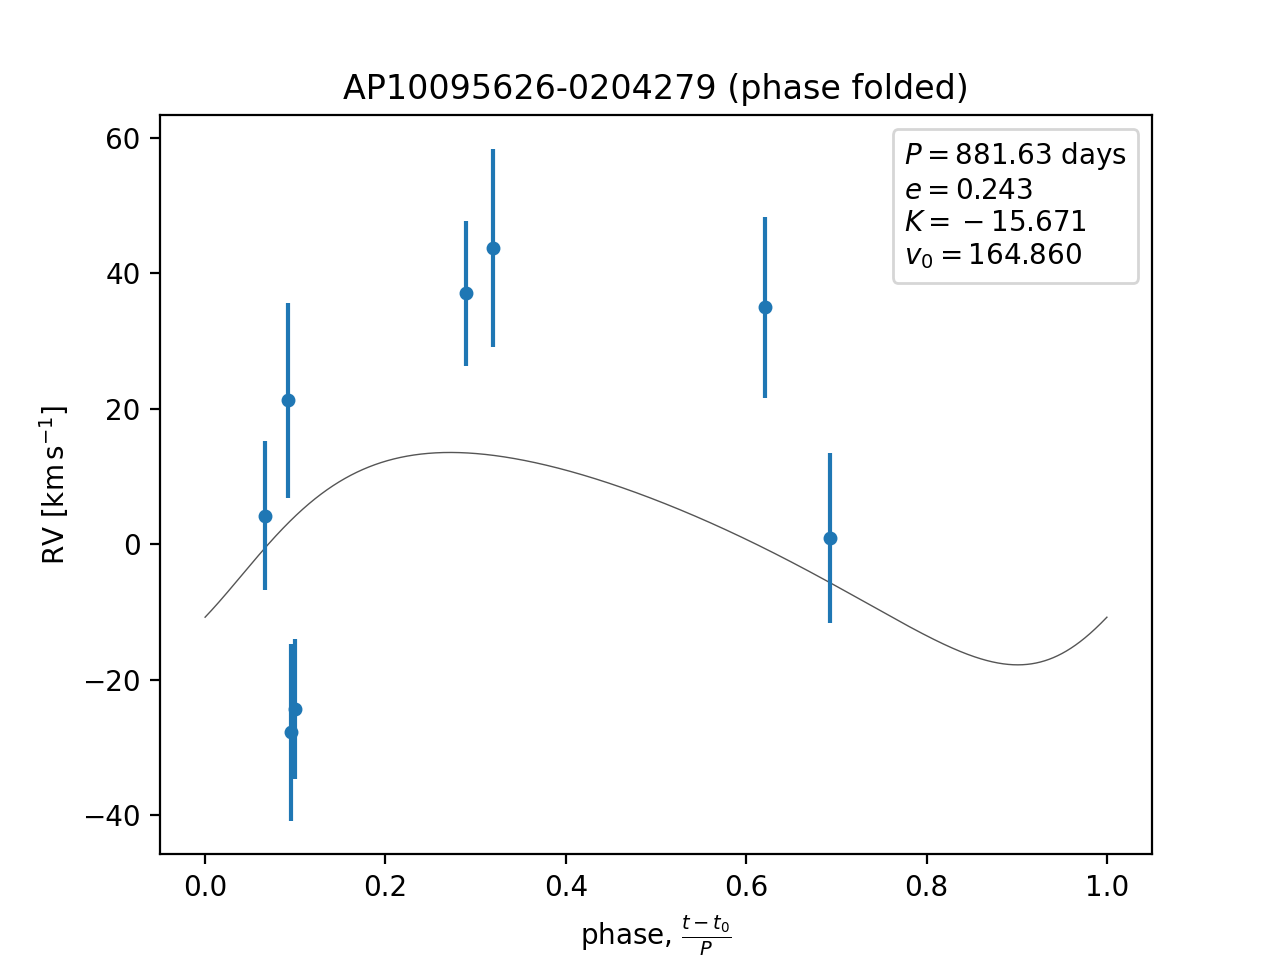 AP10095626-0204279 (phase folded)
P = 881.63 days
e = 0.243
K = −15.671
v₀ = 164.860
60
40
20
0
−20
−40
RV [km s⁻¹]
0.0 0.2 0.4 0.6 0.8 1.0
phase, (t − t₀)/P